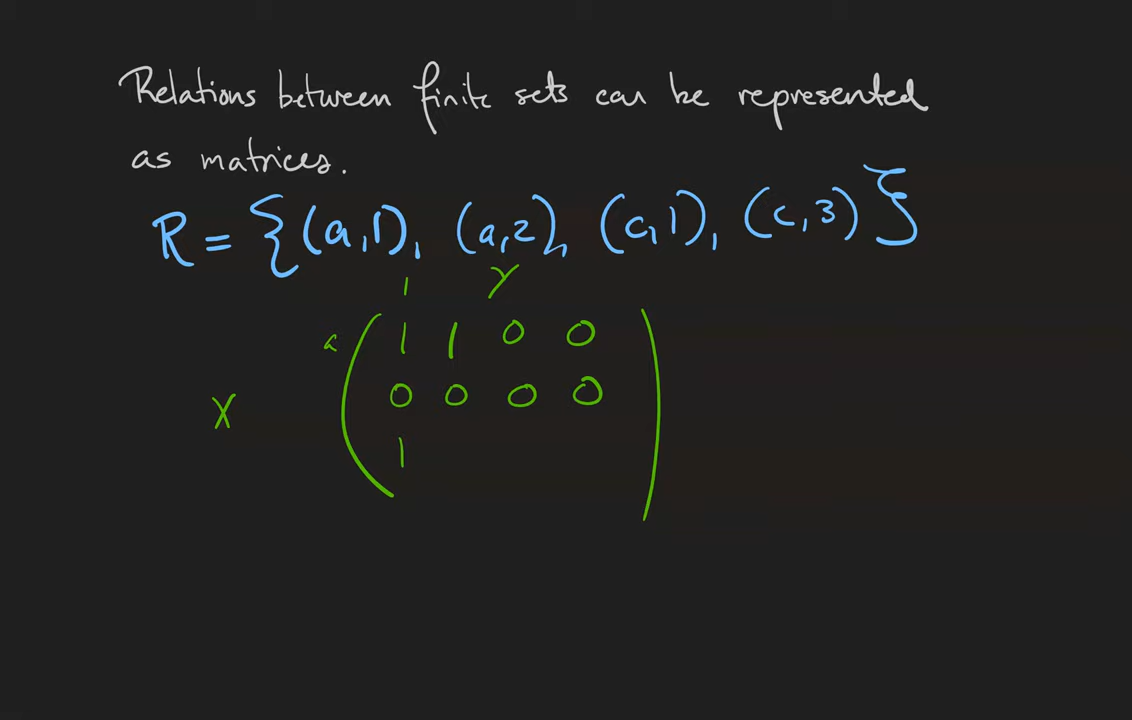 Relations between finite sets can be represented
as matrices.
R = {(a,1), (a,2), (c,1), (c,3)}
1 Y
a 1 1 0 0
X 0 0 0 0
1